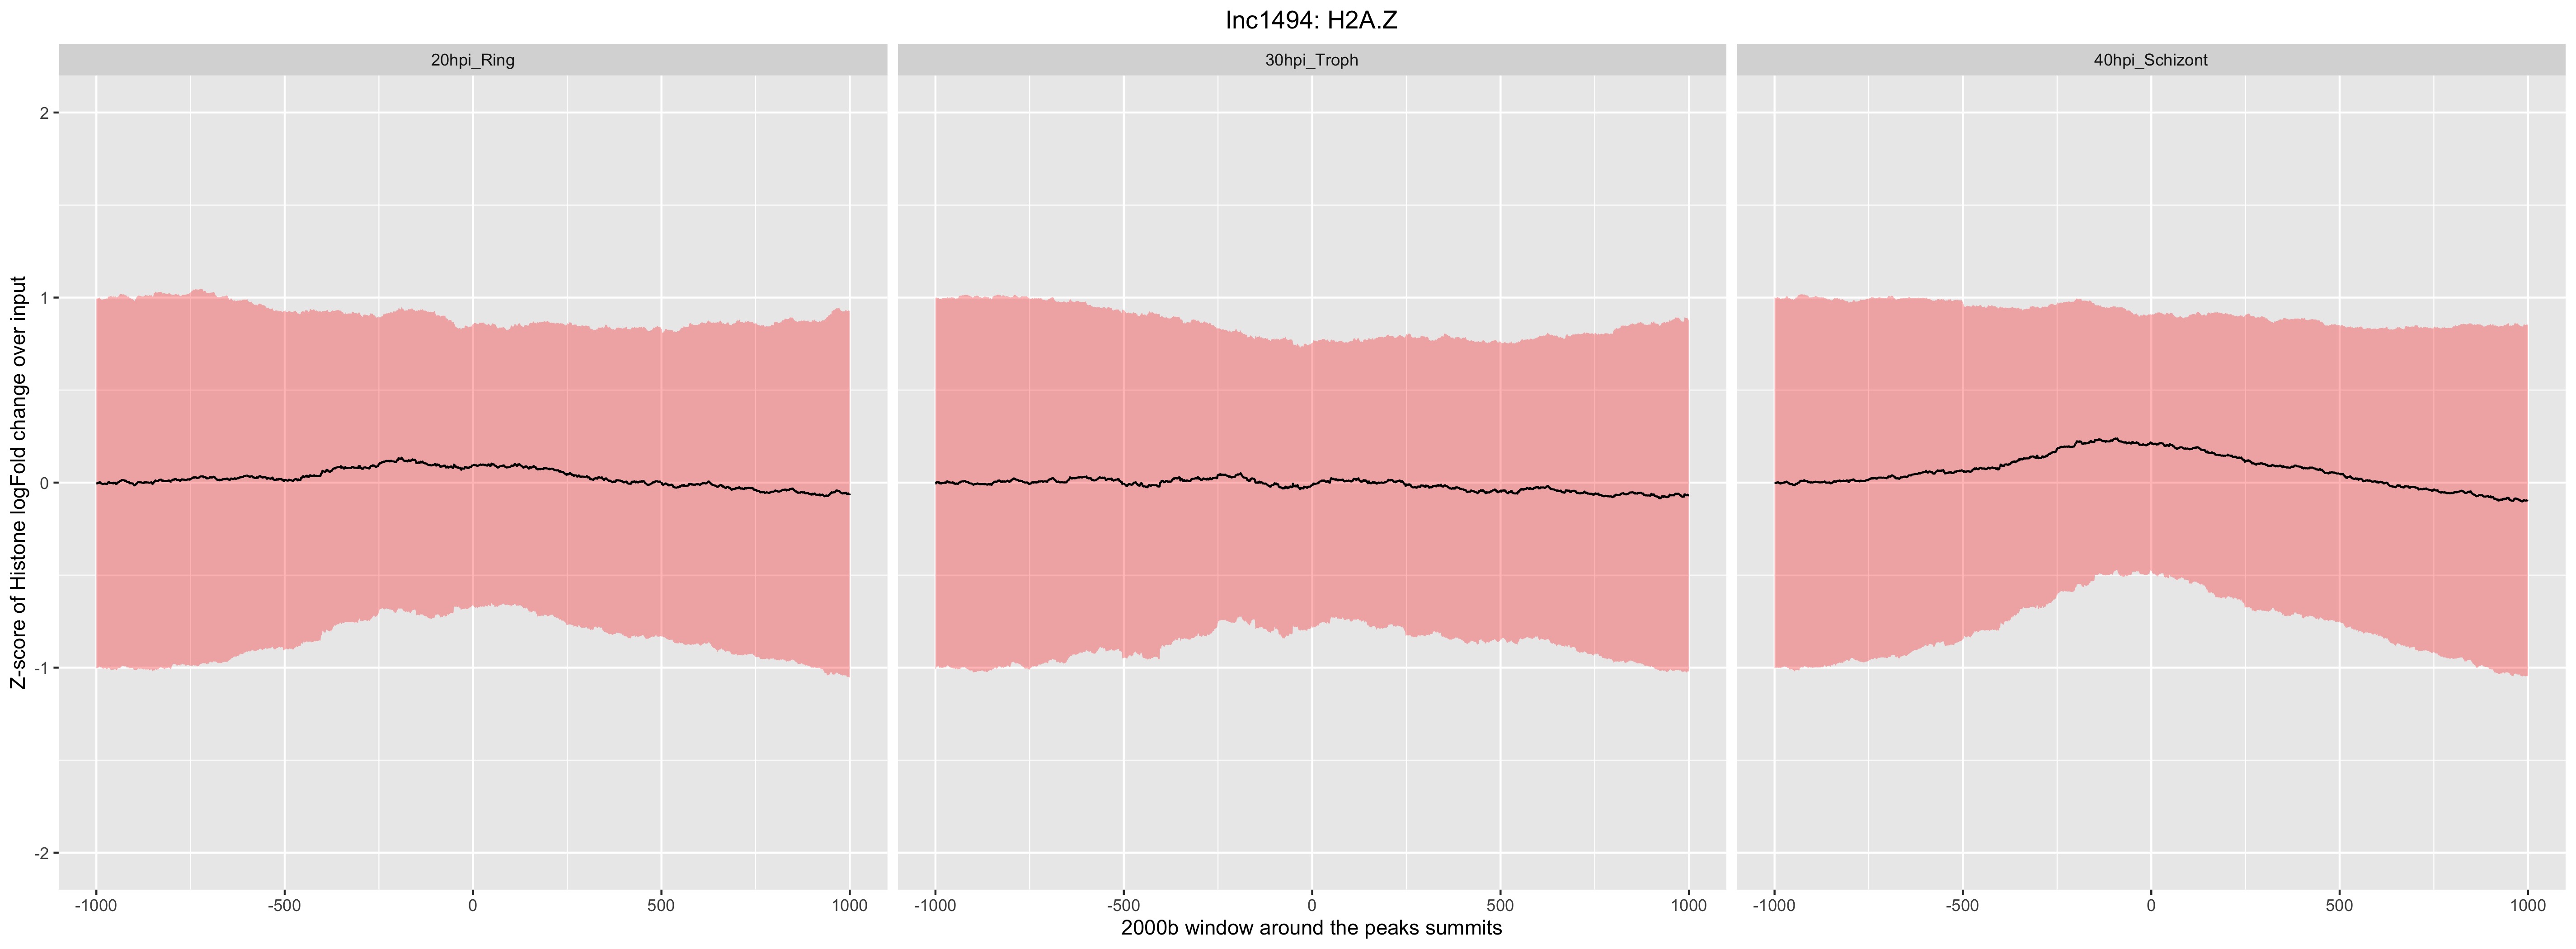 lnc1494: H2A.Z
20hpi_Ring
30hpi_Troph
40hpi_Schizont
Z-score of Histone logFold change over input
2
1
0
-1
-2
-1000 -500 0 500 1000
-1000 -500 0 500 1000
-1000 -500 0 500 1000
2000b window around the peaks summits